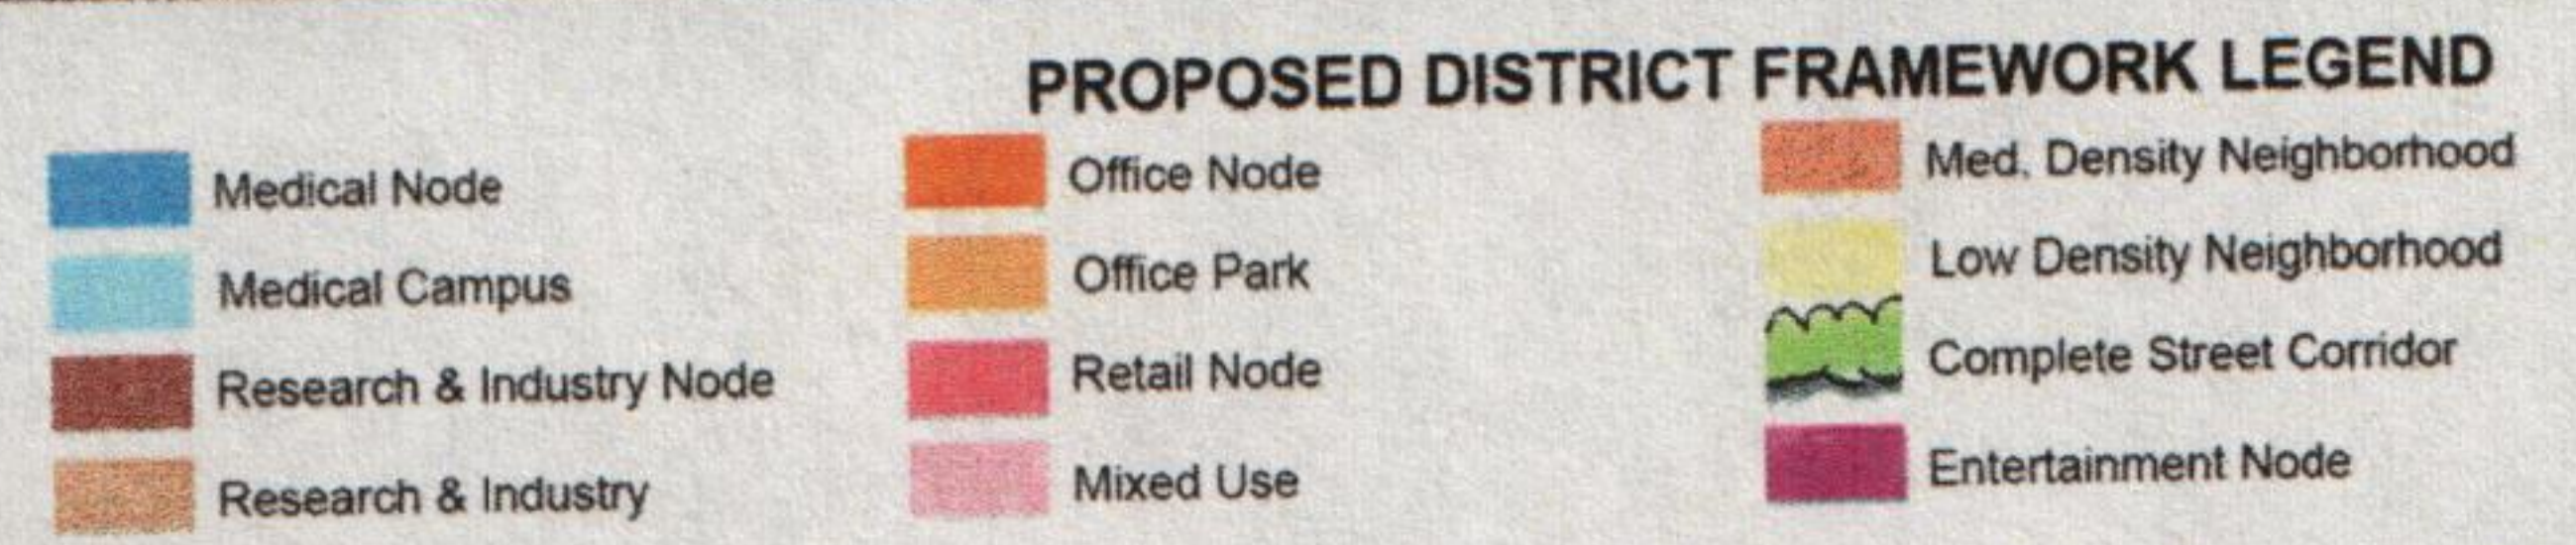 PROPOSED DISTRICT FRAMEWORK LEGEND
Medical Node
Medical Campus
Research & Industry Node
Research & Industry
Office Node
Office Park
Retail Node
Mixed Use
Med. Density Neighborhood
Low Density Neighborhood
Complete Street Corridor
Entertainment Node